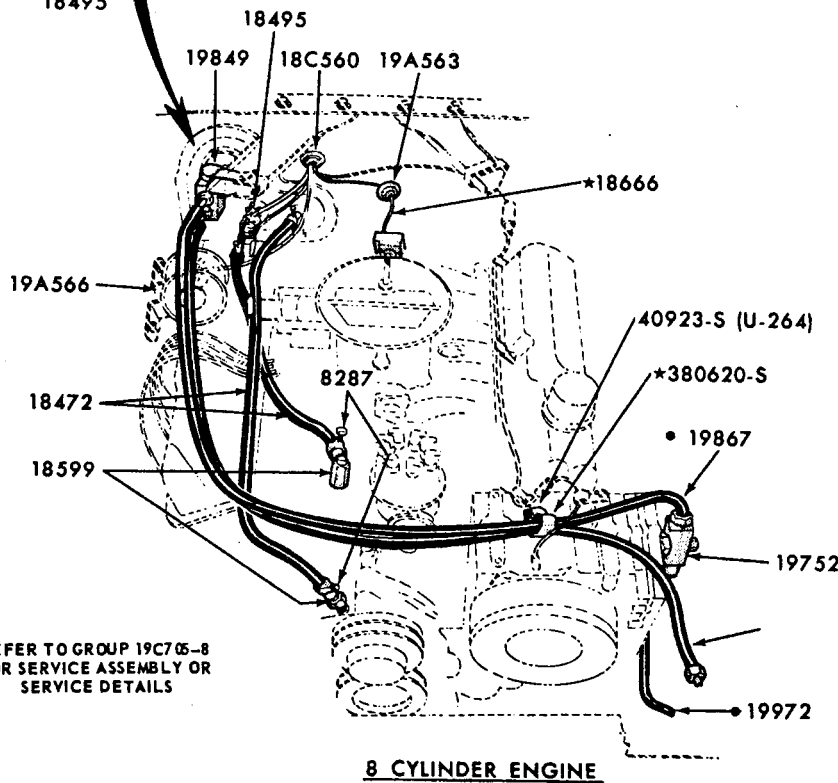 18495
18495
19849
18C560
19A563
★18666
19A566
40923-S (U-264)
8287
★380620-S
18472
● 19867
18599
19752
EFER TO GROUP 19C705-8
R SERVICE ASSEMBLY OR
SERVICE DETAILS
●19972
8 CYLINDER ENGINE